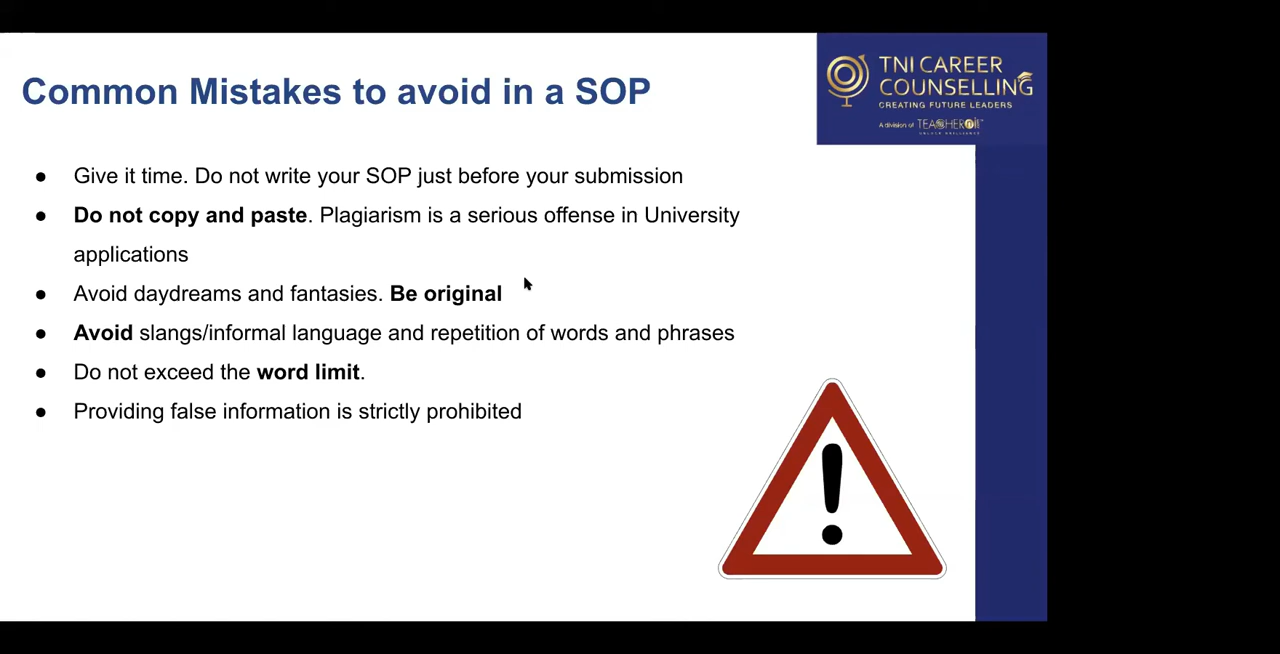 Common Mistakes to avoid in a SOP
TNI CAREER
COUNSELLING
CREATING FUTURE LEADERS
A division of TEACHERNI
● Give it time. Do not write your SOP just before your submission
● Do not copy and paste. Plagiarism is a serious offense in University
applications
● Avoid daydreams and fantasies. Be original
● Avoid slangs/informal language and repetition of words and phrases
● Do not exceed the word limit.
● Providing false information is strictly prohibited